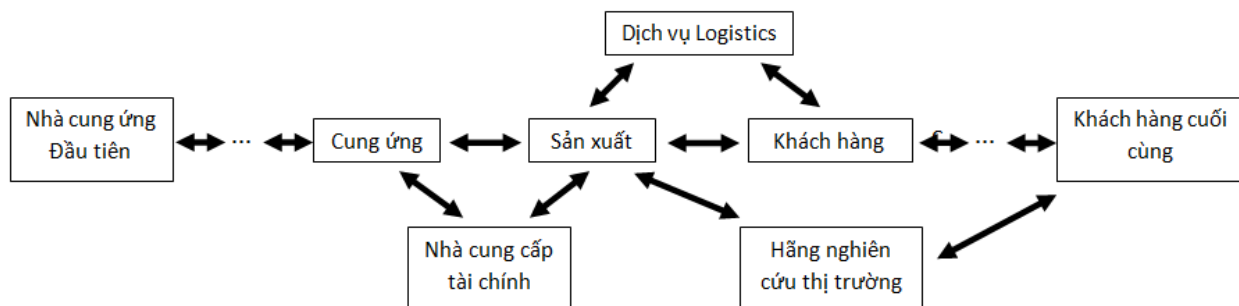 Dịch vụ Logistics
Nhà cung ứng
Đầu tiên
...
Cung ứng
Sản xuất
Khách hàng
...
Khách hàng cuối
cùng
Nhà cung cấp
tài chính
Hãng nghiên
cứu thị trường